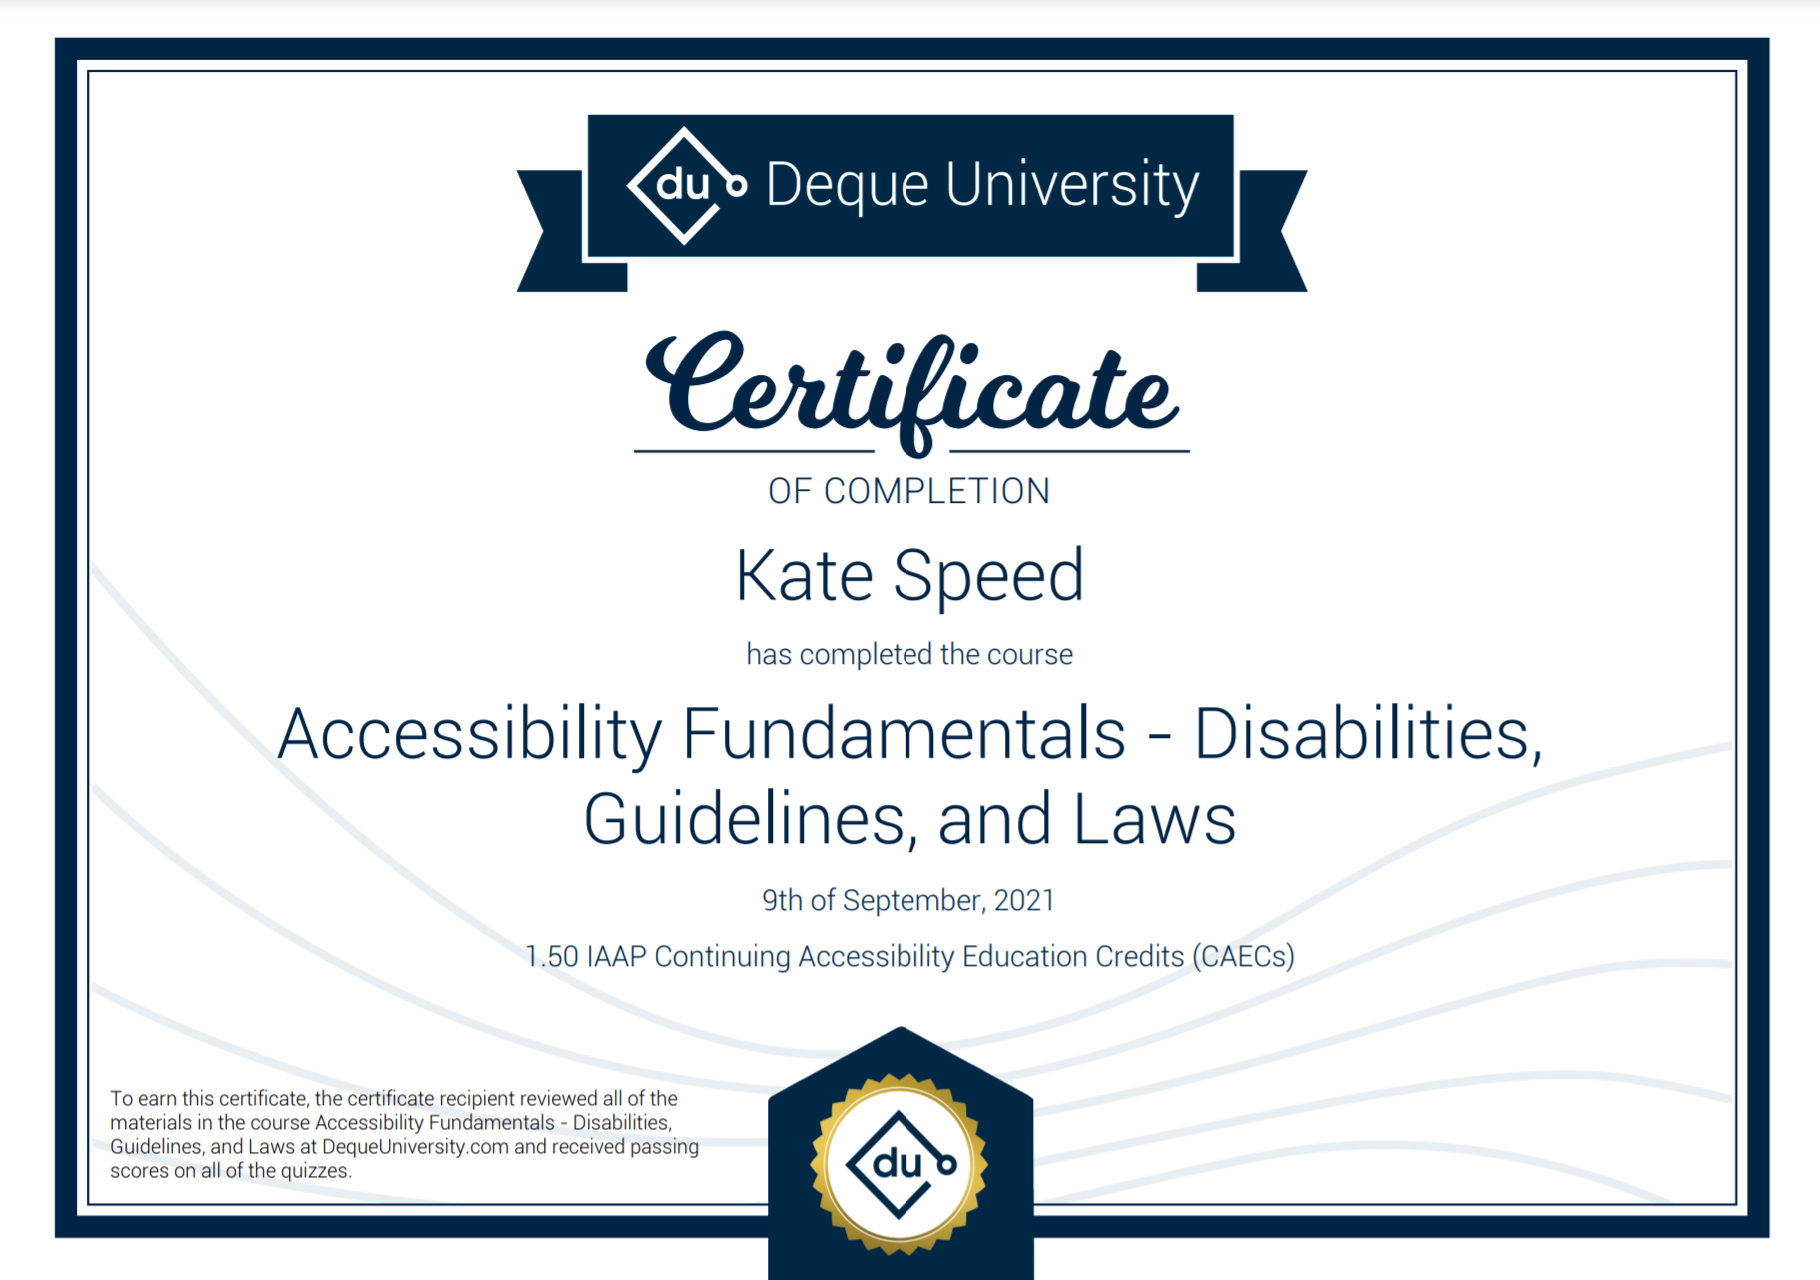 du Deque University
Certificate
OF COMPLETION
Kate Speed
has completed the course
Accessibility Fundamentals - Disabilities,
Guidelines, and Laws
9th of September, 2021
1.50 IAAP Continuing Accessibility Education Credits (CAECs)
To earn this certificate, the certificate recipient reviewed all of the
materials in the course Accessibility Fundamentals - Disabilities,
Guidelines, and Laws at DequeUniversity.com and received passing
scores on all of the quizzes.
du